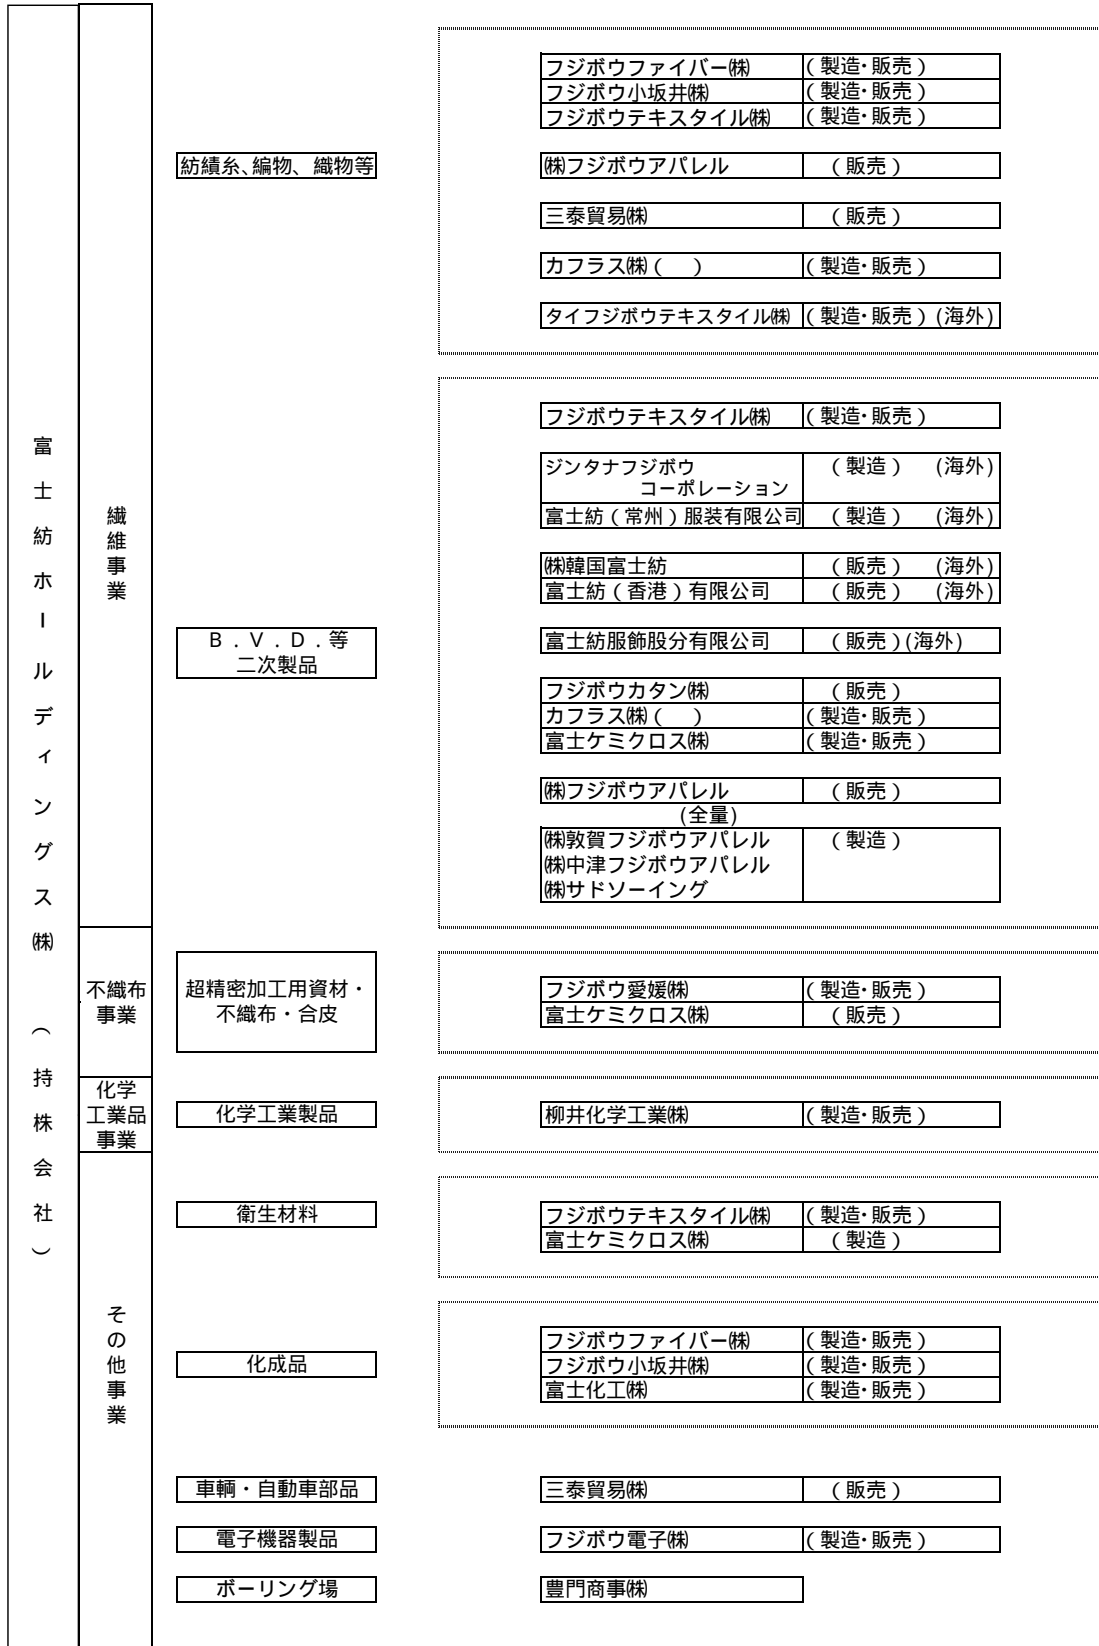 富士紡ホールディングス㈱ （持株会社）
繊維事業
紡績糸､編物、織物等
フジボウファイバー㈱ （製造･販売）
フジボウ小坂井㈱ （製造･販売）
フジボウテキスタイル㈱ （製造･販売）
㈱フジボウアパレル （販売）
三泰貿易㈱ （販売）
カフラス㈱（　） （製造･販売）
タイフジボウテキスタイル㈱ （製造･販売）(海外)
B．V．D．等
二次製品
フジボウテキスタイル㈱ （製造･販売）
ジンタナフジボウ （製造） (海外)
コーポレーション
富士紡（常州）服装有限公司 （製造） (海外)
㈱韓国富士紡 （販売） (海外)
富士紡（香港）有限公司 （販売） (海外)
富士紡服飾股分有限公司 （販売）(海外)
フジボウカタン㈱ （販売）
カフラス㈱（　） （製造･販売）
富士ケミクロス㈱ （製造･販売）
㈱フジボウアパレル （販売）
(全量)
㈱敦賀フジボウアパレル （製造）
㈱中津フジボウアパレル
㈱サドソーイング
不織布
事業
超精密加工用資材・
不織布・合皮
フジボウ愛媛㈱ （製造･販売）
富士ケミクロス㈱ （販売）
化学
工業品
事業
化学工業製品
柳井化学工業㈱ （製造･販売）
その他事業
衛生材料
フジボウテキスタイル㈱ （製造･販売）
富士ケミクロス㈱ （製造）
化成品
フジボウファイバー㈱ （製造･販売）
フジボウ小坂井㈱ （製造･販売）
富士化工㈱ （製造･販売）
車輌・自動車部品
三泰貿易㈱ （販売）
電子機器製品
フジボウ電子㈱ （製造･販売）
ボーリング場
豊門商事㈱